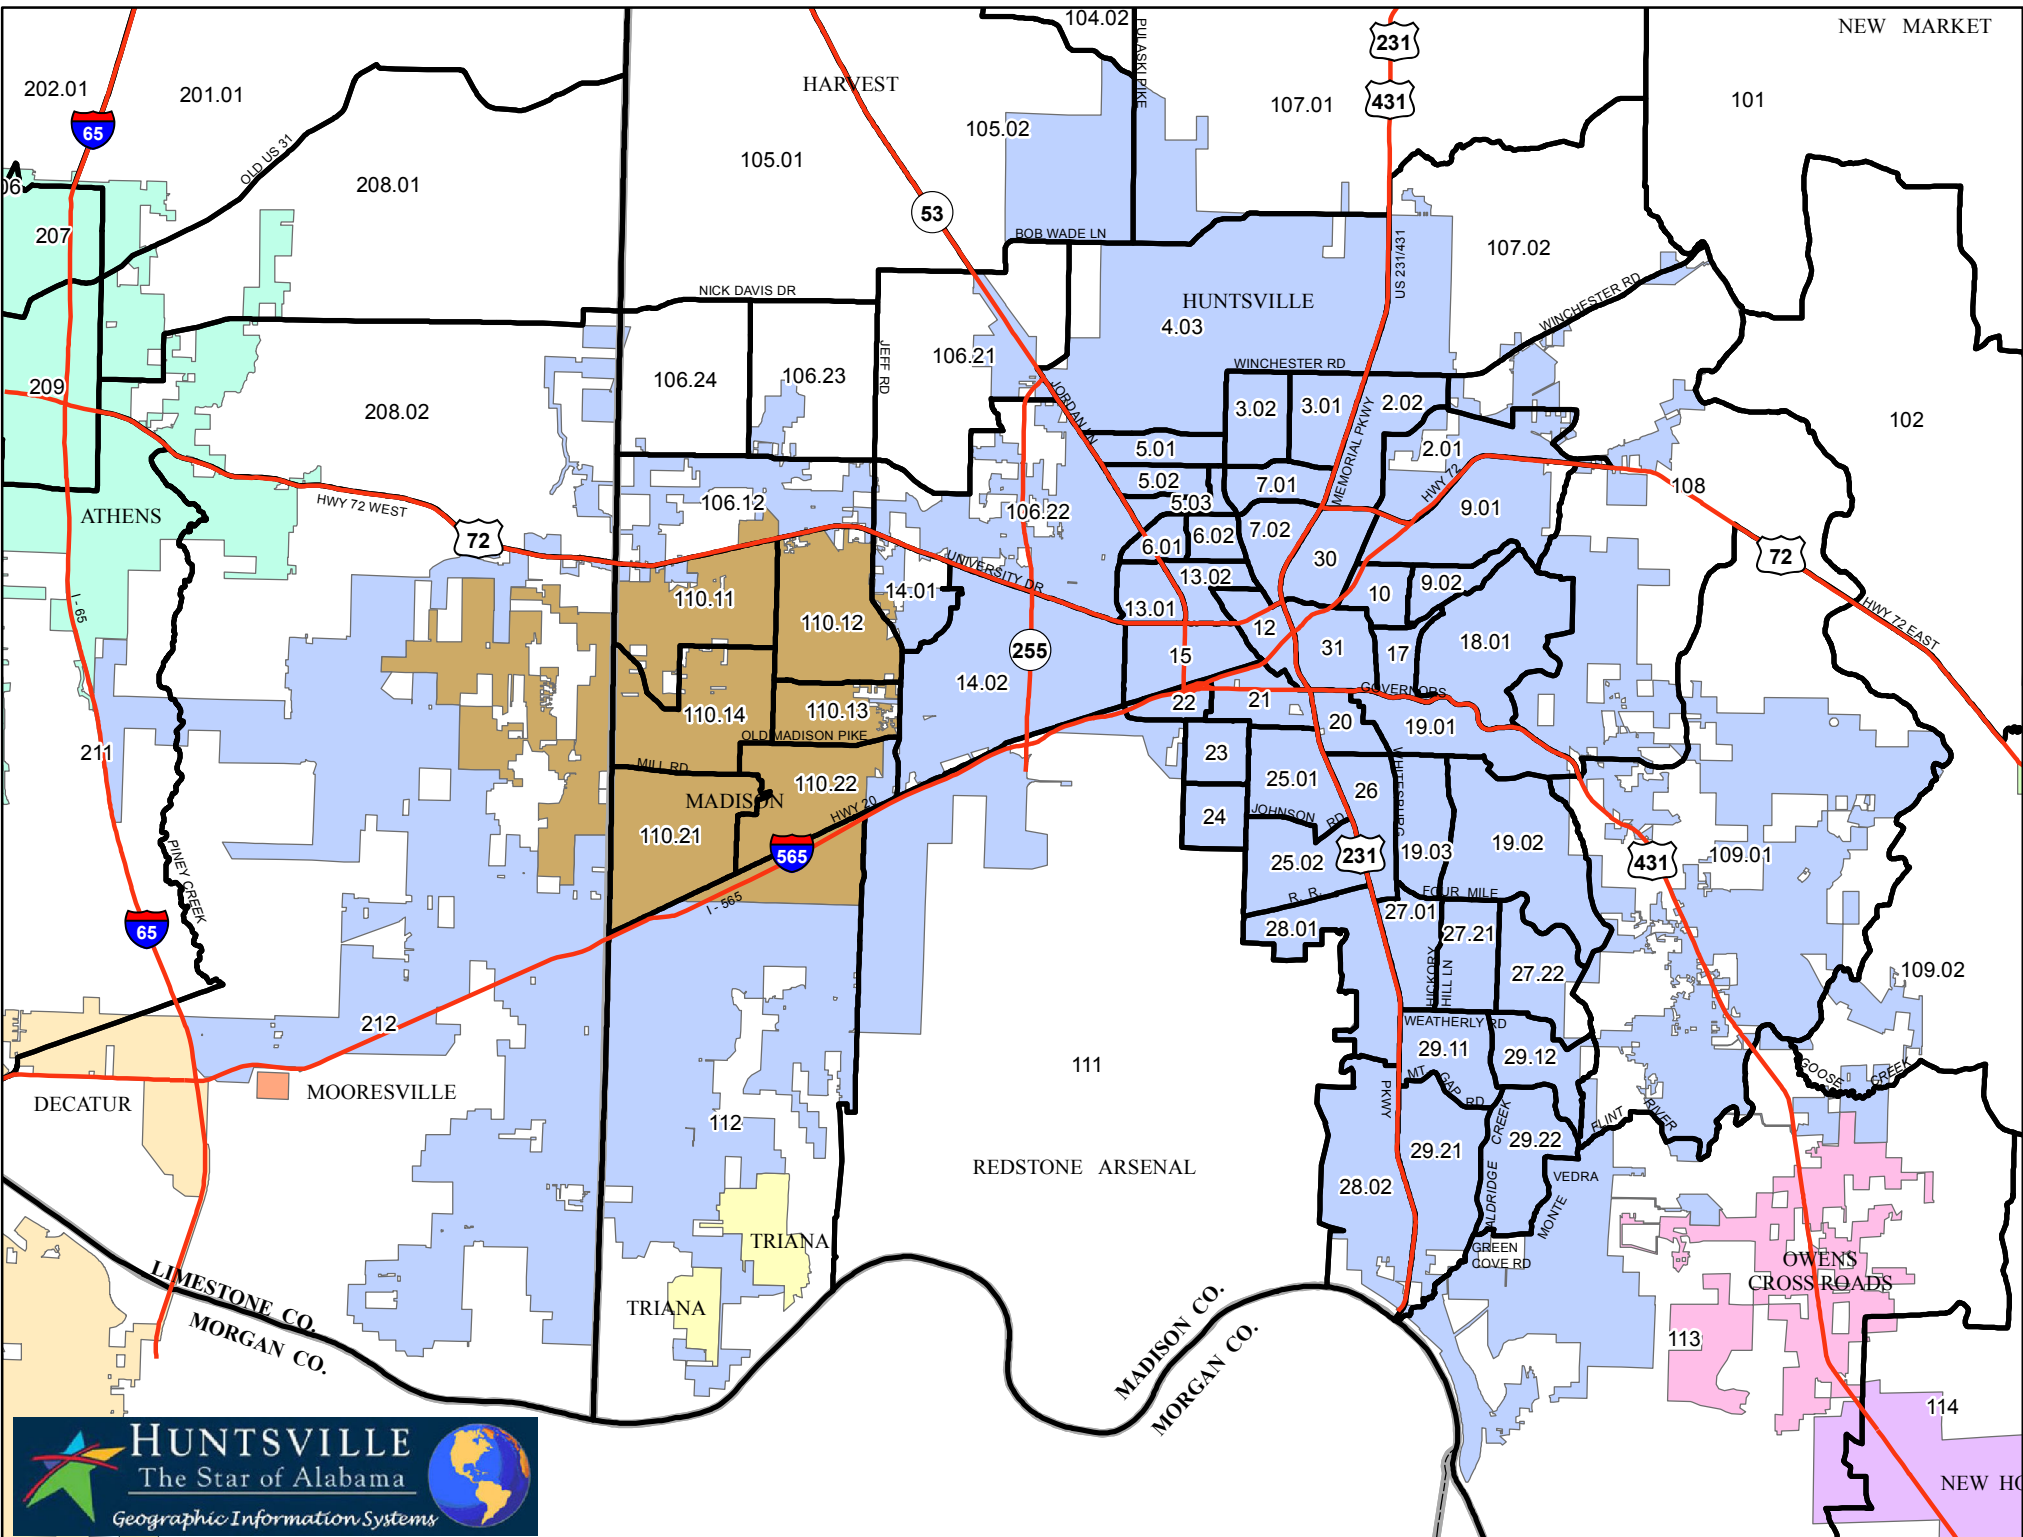 104.02
PULASKI PIKE
231
NEW MARKET
202.01
201.01
HARVEST
431
107.01
101
65
105.02
OLD US 31
105.01
208.01
53
207
BOB WADE LN
US 231/431
107.02
NICK DAVIS DR
HUNTSVILLE
4.03
WINCHESTER RD
JEFF RD
106.21
WINCHESTER RD
209
106.24
106.23
208.02
JORDAN LN
3.02
3.01
2.02
MEMORIAL PKWY
102
5.01
2.01
5.02
7.01
HWY 72
108
HWY 72 WEST
106.12
5.03
106.22
9.01
ATHENS
72
6.01
6.02
7.02
30
72
UNIVERSITY DR
13.02
14.01
110.11
10
9.02
I - 65
110.12
13.01
12
HWY 72 EAST
255
15
31
17
18.01
14.02
GOVERNORS
110.14
110.13
22
21
20
19.01
OLD MADISON PIKE
211
MILL RD
23
WHITESBURG
110.22
25.01
26
MADISON
HWY 20
JOHNSON RD
24
110.21
565
231
19.03
19.02
431
109.01
25.02
PINEY CREEK
R. R.
FOUR MILE
I - 565
27.01
65
28.01
27.21
HICKORY
HILL LN
27.22
109.02
212
WEATHERLY RD
29.11
29.12
111
MT GAP RD
GOOSE CREEK
MOORESVILLE
DECATUR
PKWY
112
ALDRIDGE CREEK
FLINT RIVER
29.21
29.22
REDSTONE ARSENAL
VEDRA
28.02
MONTE
TRIANA
GREEN
COVE RD
OWENS
CROSS ROADS
LIMESTONE CO.
TRIANA
MADISON CO.
MORGAN CO.
MORGAN CO.
113
114
HUNTSVILLE
The Star of Alabama
Geographic Information Systems